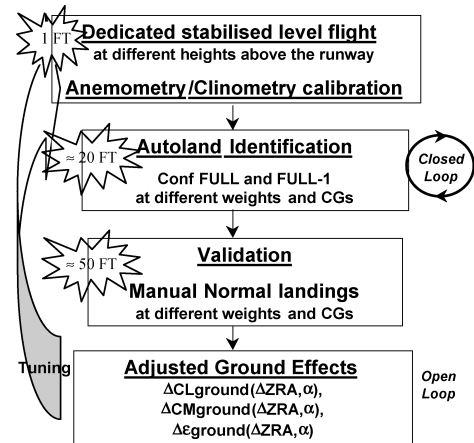 1 FT
Dedicated stabilised level flight
at different heights above the runway
Anemometry/Clinometry calibration
≈ 20 FT
Autoland Identification
Conf FULL and FULL-1
at different weights and CGs
Closed
Loop
≈ 50 FT
Validation
Manual Normal landings
at different weights and CGs
Tuning
Adjusted Ground Effects
ΔCLground(ΔZRA,α),
ΔCMground(ΔZRA,α),
Δεground(ΔZRA,α)
Open
Loop